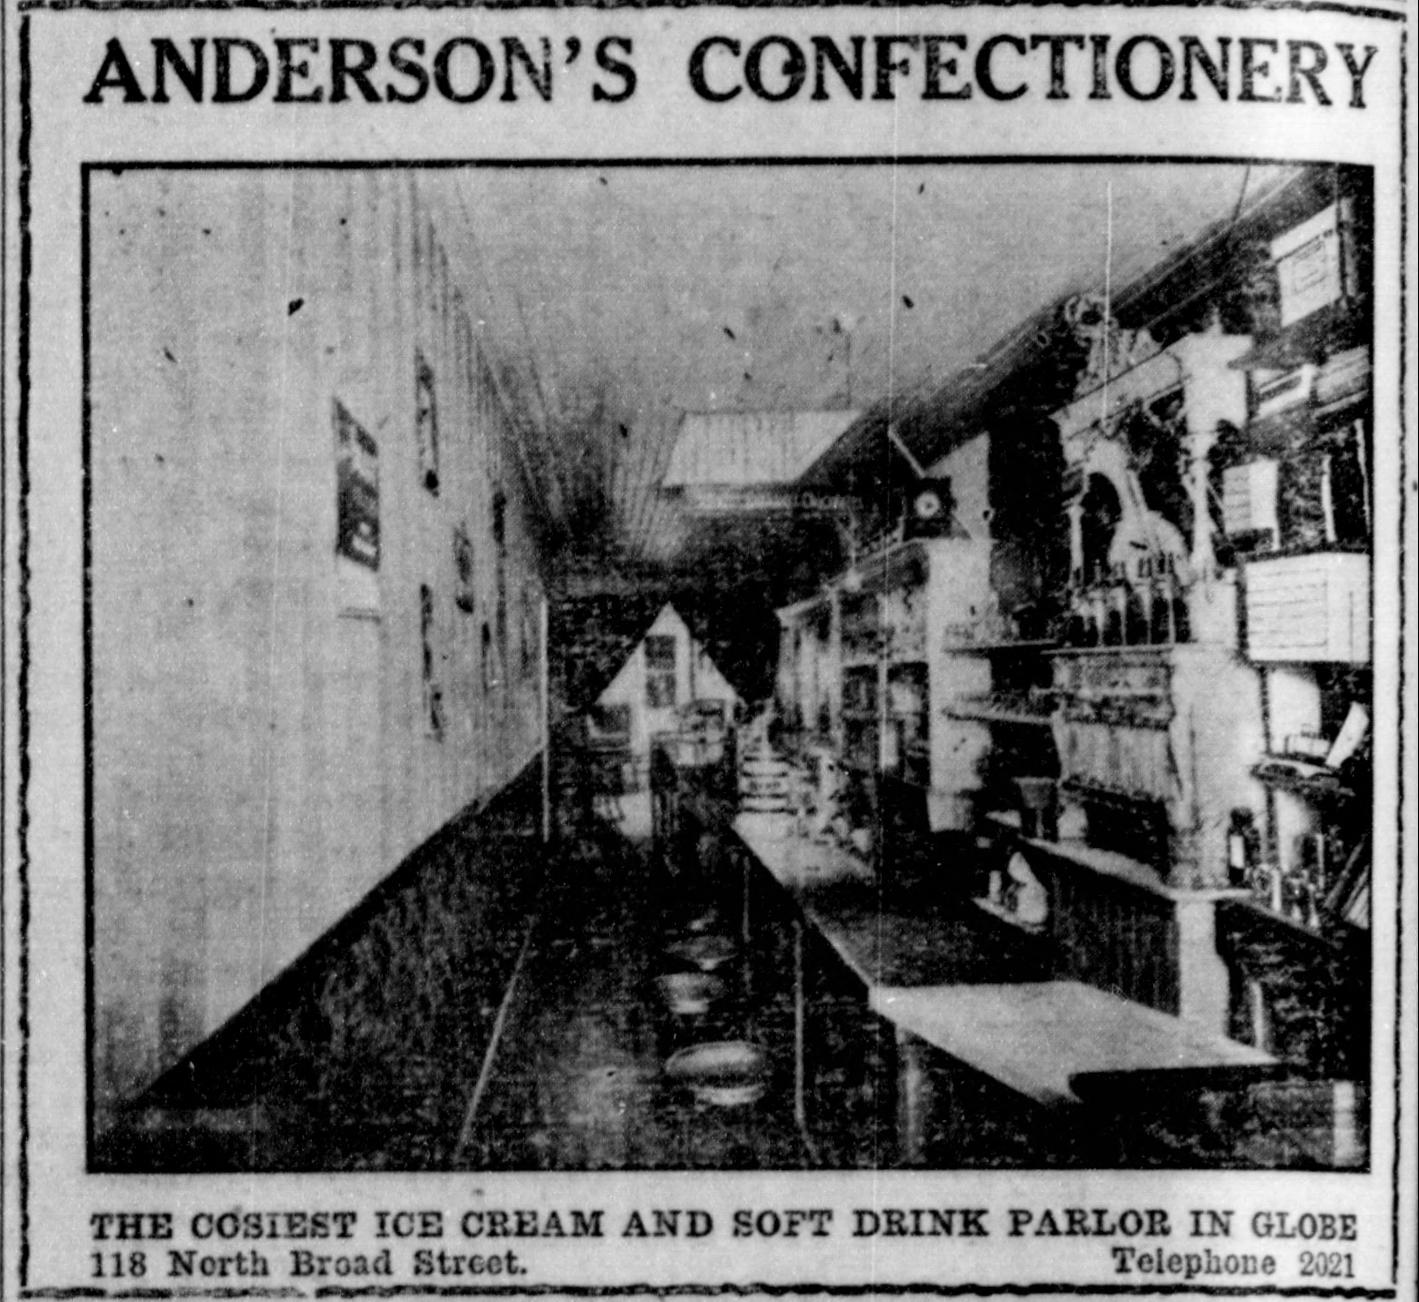 ANDERSON'S CONFECTIONERY
THE COSIEST ICE CREAM AND SOFT DRINK PARLOR IN GLOBE
118 North Broad Street.
Telephone 2021